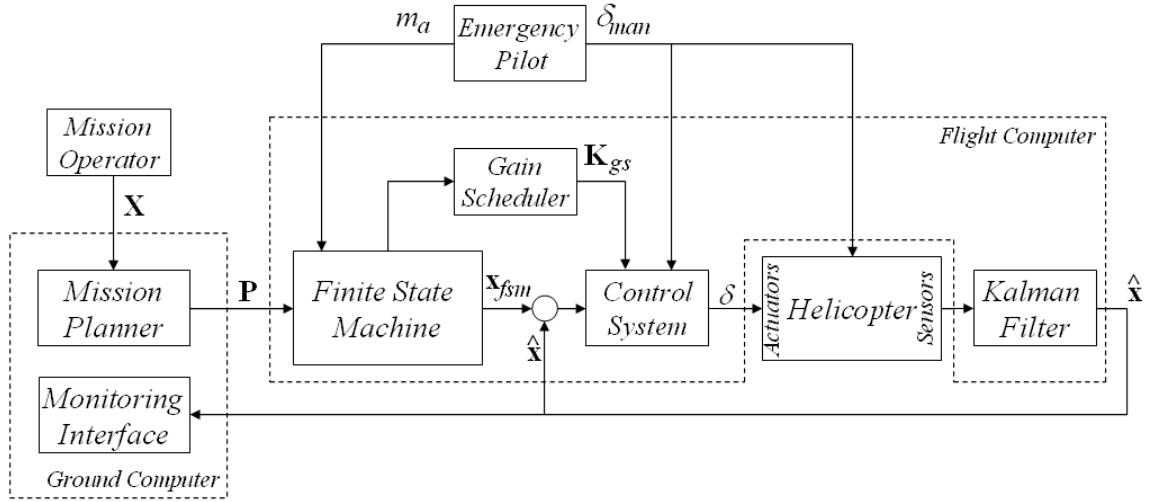 m_a
Emergency
Pilot
δ_man
Mission
Operator
Flight Computer
Gain
Scheduler
K_gs
X
Mission
Planner
P
Finite State
Machine
x_fsm
x̂
Control
System
δ
Actuators
Helicopter
Sensors
Kalman
Filter
x̂
Monitoring
Interface
Ground Computer